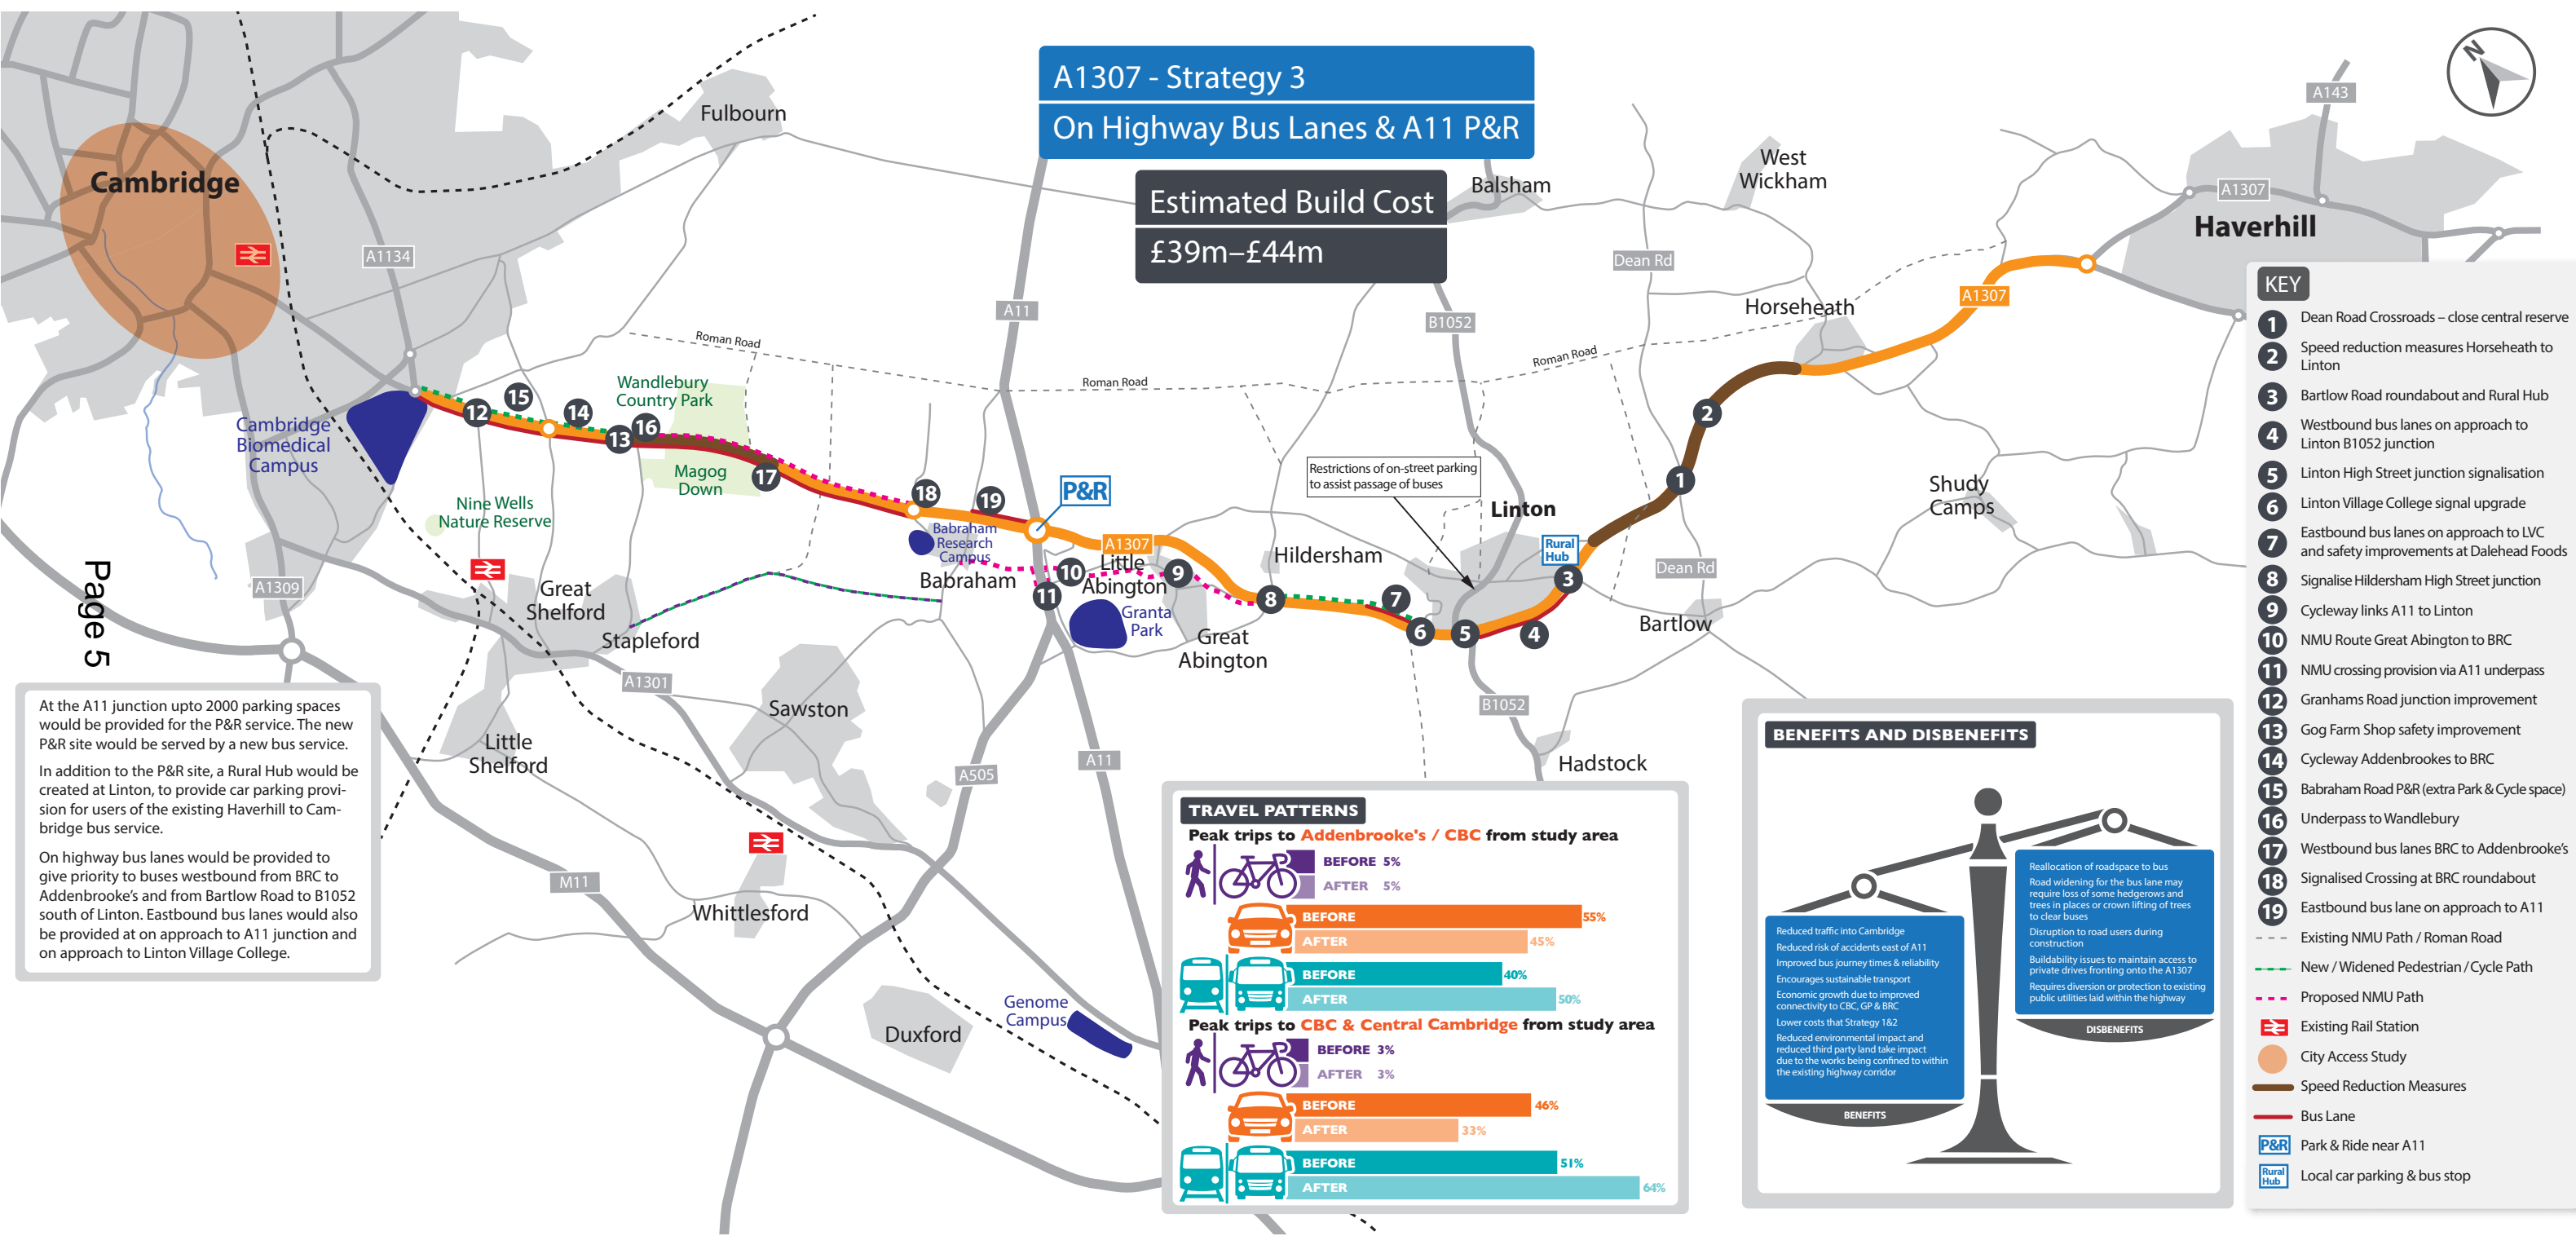 A1307 - Strategy 3
On Highway Bus Lanes & A11 P&R
Estimated Build Cost
£39m–£44m
N
Cambridge
Fulbourn
Balsham
West
Wickham
A143
A1307
Haverhill
A1134
A11
B1052
Dean Rd
Horseheath
A1307
Roman Road
Roman Road
Roman Road
Wandlebury
Country Park
Magog
Down
Cambridge
Biomedical
Campus
Nine Wells
Nature Reserve
12
15
14
13
16
17
18
19
P&R
Babraham
Research
Campus
Babraham
A1307
Little
Abington
10
11
9
Granta
Park
Great
Abington
Hildersham
8
7
6
5
4
3
2
1
Restrictions of on-street parking
to assist passage of buses
Linton
Rural
Hub
Dean Rd
Bartlow
Shudy
Camps
B1052
Hadstock
Page 5
A1309
Great
Shelford
Stapleford
A1301
Little
Shelford
Sawston
A505
A11
M11
Whittlesford
Duxford
Genome
Campus
At the A11 junction upto 2000 parking spaces
would be provided for the P&R service. The new
P&R site would be served by a new bus service.
In addition to the P&R site, a Rural Hub would be
created at Linton, to provide car parking provi-
sion for users of the existing Haverhill to Cam-
bridge bus service.
On highway bus lanes would be provided to
give priority to buses westbound from BRC to
Addenbrooke's and from Bartlow Road to B1052
south of Linton. Eastbound bus lanes would also
be provided at on approach to A11 junction and
on approach to Linton Village College.
TRAVEL PATTERNS
Peak trips to Addenbrooke's / CBC from study area
BEFORE 5%
AFTER 5%
BEFORE 55%
AFTER 45%
BEFORE 40%
AFTER 50%
Peak trips to CBC & Central Cambridge from study area
BEFORE 3%
AFTER 3%
BEFORE 46%
AFTER 33%
BEFORE 51%
AFTER 64%
BENEFITS AND DISBENEFITS
Reduced traffic into Cambridge
Reduced risk of accidents east of A11
Improved bus journey times & reliability
Encourages sustainable transport
Economic growth due to improved
connectivity to CBC, GP & BRC
Lower costs that Strategy 1&2
Reduced environmental impact and
reduced third party land take impact
due to the works being confined to within
the existing highway corridor
BENEFITS
Reallocation of roadspace to bus
Road widening for the bus lane may
require loss of some hedgerows and
trees in places or crown lifting of trees
to clear buses
Disruption to road users during
construction
Buildability issues to maintain access to
private drives fronting onto the A1307
Requires diversion or protection to existing
public utilities laid within the highway
DISBENEFITS
KEY
1 Dean Road Crossroads – close central reserve
2 Speed reduction measures Horseheath to
Linton
3 Bartlow Road roundabout and Rural Hub
4 Westbound bus lanes on approach to
Linton B1052 junction
5 Linton High Street junction signalisation
6 Linton Village College signal upgrade
7 Eastbound bus lanes on approach to LVC
and safety improvements at Dalehead Foods
8 Signalise Hildersham High Street junction
9 Cycleway links A11 to Linton
10 NMU Route Great Abington to BRC
11 NMU crossing provision via A11 underpass
12 Granhams Road junction improvement
13 Gog Farm Shop safety improvement
14 Cycleway Addenbrookes to BRC
15 Babraham Road P&R (extra Park & Cycle space)
16 Underpass to Wandlebury
17 Westbound bus lanes BRC to Addenbrooke's
18 Signalised Crossing at BRC roundabout
19 Eastbound bus lane on approach to A11
Existing NMU Path / Roman Road
New / Widened Pedestrian / Cycle Path
Proposed NMU Path
Existing Rail Station
City Access Study
Speed Reduction Measures
Bus Lane
P&R Park & Ride near A11
Rural
Hub Local car parking & bus stop